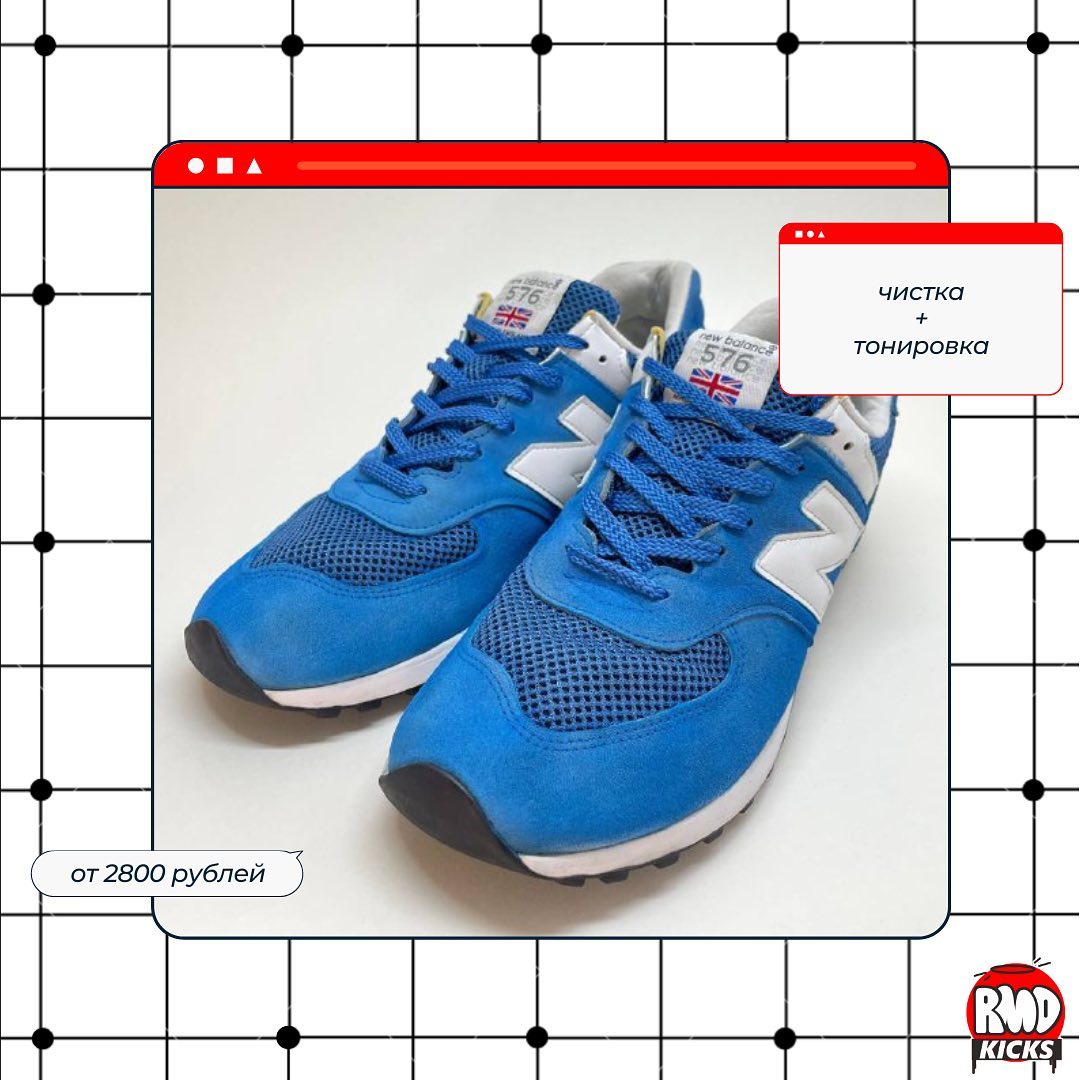 чистка
+
тонировка
new balance
576
new balance
576
от 2800 рублей
RMD
KICKS